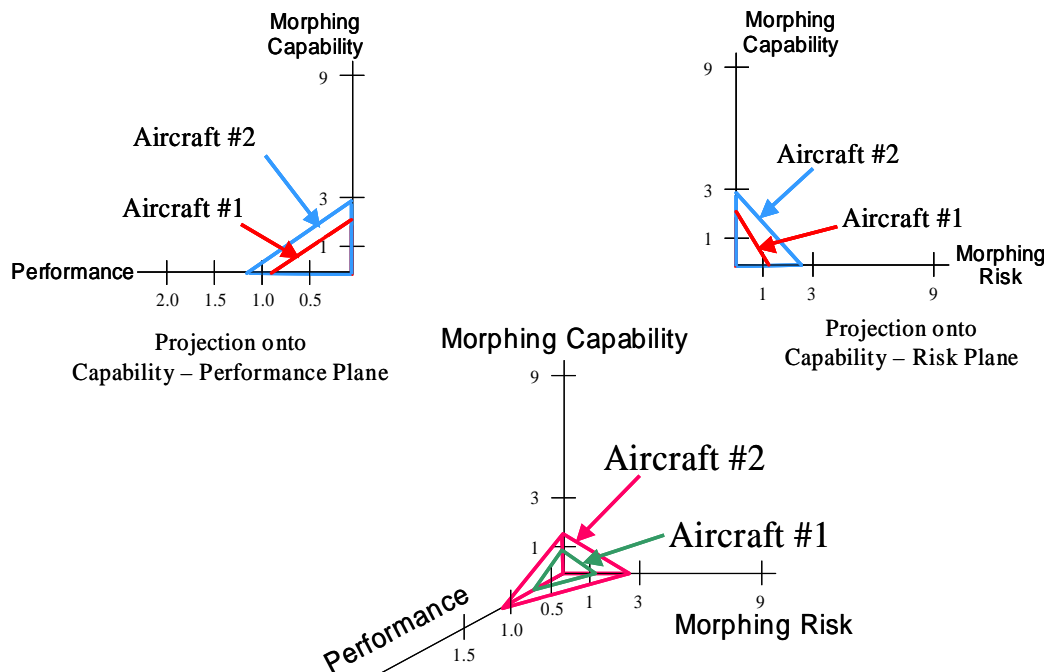 Morphing
Capability
9
Aircraft #2
3
Aircraft #1
1
Performance
2.0 1.5 1.0 0.5
Projection onto
Capability – Performance Plane
Morphing
Capability
9
Aircraft #2
3
Aircraft #1
1
Morphing
Risk
1 3 9
Projection onto
Capability – Risk Plane
Morphing Capability
9
Aircraft #2
3
Aircraft #1
1
Performance
1.5 1.0 0.5 1 3 9
Morphing Risk